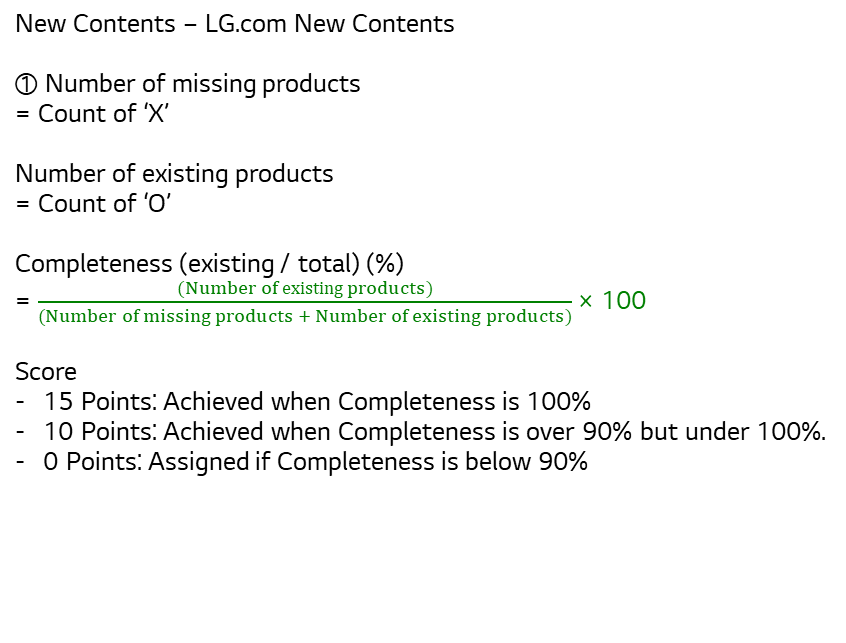 New Contents – LG.com New Contents
① Number of missing products
= Count of ‘X’
Number of existing products
= Count of ‘O’
Completeness (existing / total) (%)
= (Number of existing products) / (Number of missing products + Number of existing products) × 100
Score
- 15 Points: Achieved when Completeness is 100%
- 10 Points: Achieved when Completeness is over 90% but under 100%.
- 0 Points: Assigned if Completeness is below 90%